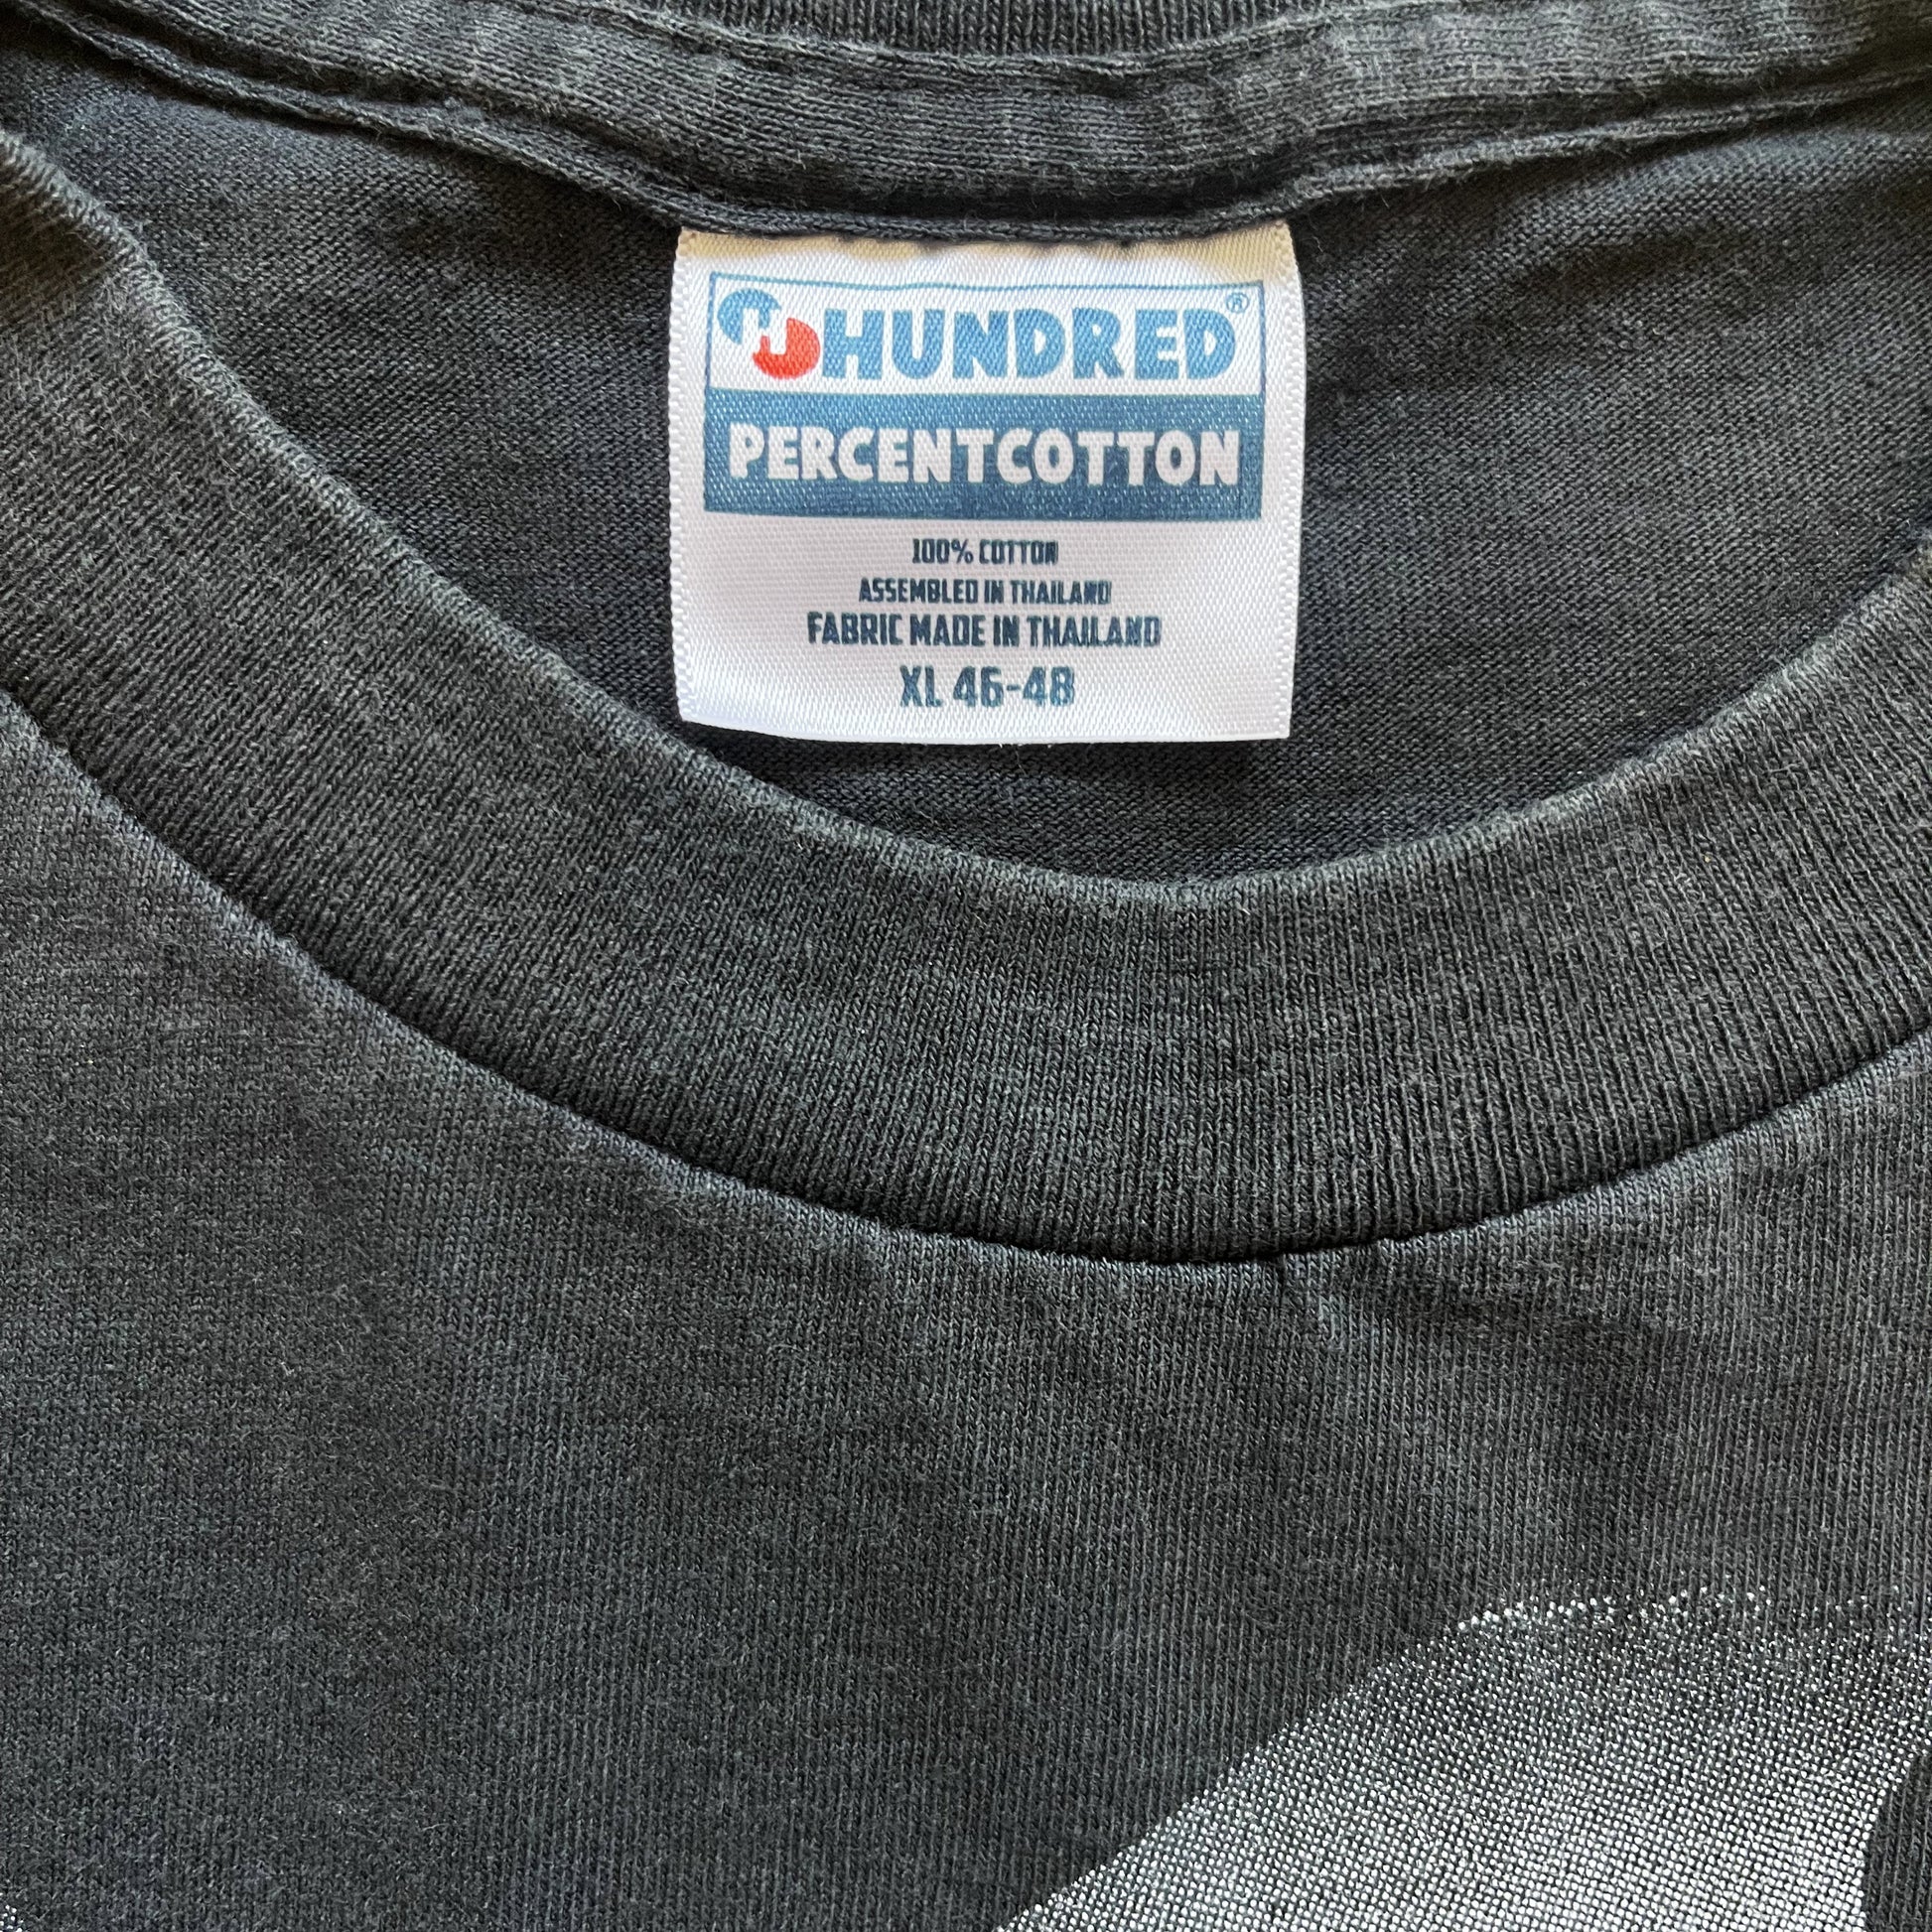 HUNDRED®
PERCENTCOTTON
100% COTTON
ASSEMBLED IN THAILAND
FABRIC MADE IN THAILAND
XL 46-48